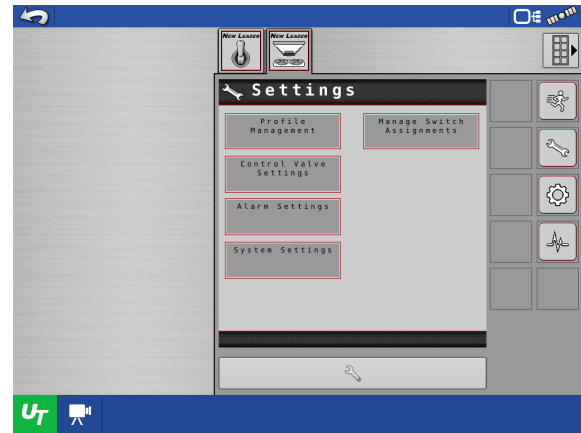 NEW LEADER
NEW LEADER
Settings
Profile
Management
Manage Switch
Assignments
Control Valve
Settings
Alarm Settings
System Settings
UT